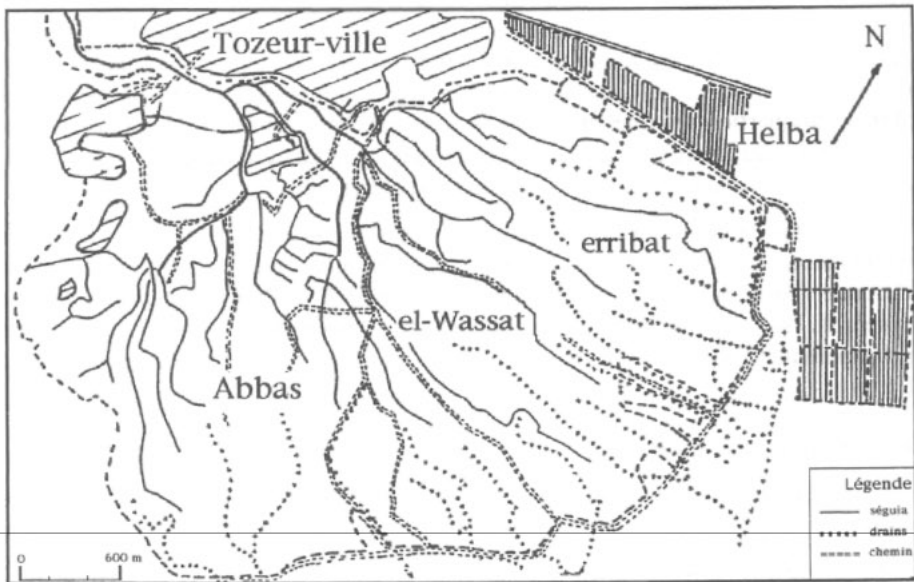 Tozeur-ville
N
Helba
erribat
el-Wassat
Abbas
Légende
séguia
drains
chemin
0 600 m